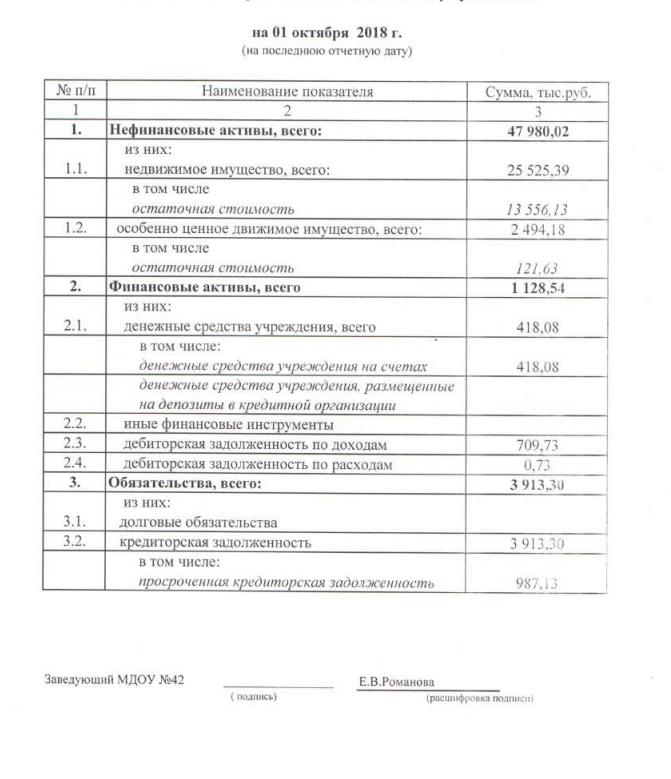 на 01 октября 2018 г.
(на последнюю отчетную дату)
№ п/п Наименование показателя Сумма, тыс.руб.
1 2 3
1. Нефинансовые активы, всего: 47 980,02
из них:
1.1. недвижимое имущество, всего: 25 525,39
в том числе
остаточная стоимость 13 556,13
1.2. особенно ценное движимое имущество, всего: 2 494,18
в том числе
остаточная стоимость 121,63
2. Финансовые активы, всего 1 128,54
из них:
2.1. денежные средства учреждения, всего 418,08
в том числе:
денежные средства учреждения на счетах 418,08
денежные средства учреждения, размещенные
на депозиты в кредитной организации
2.2. иные финансовые инструменты
2.3. дебиторская задолженность по доходам 709,73
2.4. дебиторская задолженность по расходам 0,73
3. Обязательства, всего: 3 913,30
из них:
3.1. долговые обязательства
3.2. кредиторская задолженность 3 913,30
в том числе:
просроченная кредиторская задолженность 987,13
Заведующий МДОУ №42 Е.В.Романова
( подпись) (расшифровка подписи)